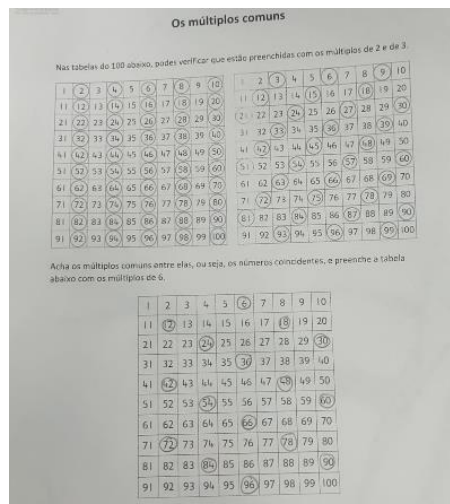 Os múltiplos comuns
Nas tabelas do 100 abaixo, podes verificar que estão preenchidas com os múltiplos de 2 e de 3.
1 2 3 4 5 6 7 8 9 10
11 12 13 14 15 16 17 18 19 20
21 22 23 24 25 26 27 28 29 30
31 32 33 34 35 36 37 38 39 40
41 42 43 44 45 46 47 48 49 50
51 52 53 54 55 56 57 58 59 60
61 62 63 64 65 66 67 68 69 70
71 72 73 74 75 76 77 78 79 80
81 82 83 84 85 86 87 88 89 90
91 92 93 94 95 96 97 98 99 100
2 3 4 5 6 7 8 9 10
11 12 13 14 15 16 17 18 19 20
21 22 23 24 25 26 27 28 29 30
31 32 33 34 35 36 37 38 39 40
41 42 43 44 45 46 47 48 49 50
51 52 53 54 55 56 57 58 59 60
61 62 63 64 65 66 67 68 69 70
71 72 73 74 75 76 77 78 79 80
81 82 83 84 85 86 87 88 89 90
91 92 93 94 95 96 97 98 99 100
Acha os múltiplos comuns entre elas, ou seja, os números coincidentes, e preenche a tabela
abaixo com os múltiplos de 6.
1 2 3 4 5 6 7 8 9 10
11 12 13 14 15 16 17 18 19 20
21 22 23 24 25 26 27 28 29 30
31 32 33 34 35 36 37 38 39 40
41 42 43 44 45 46 47 48 49 50
51 52 53 54 55 56 57 58 59 60
61 62 63 64 65 66 67 68 69 70
71 72 73 74 75 76 77 78 79 80
81 82 83 84 85 86 87 88 89 90
91 92 93 94 95 96 97 98 99 100